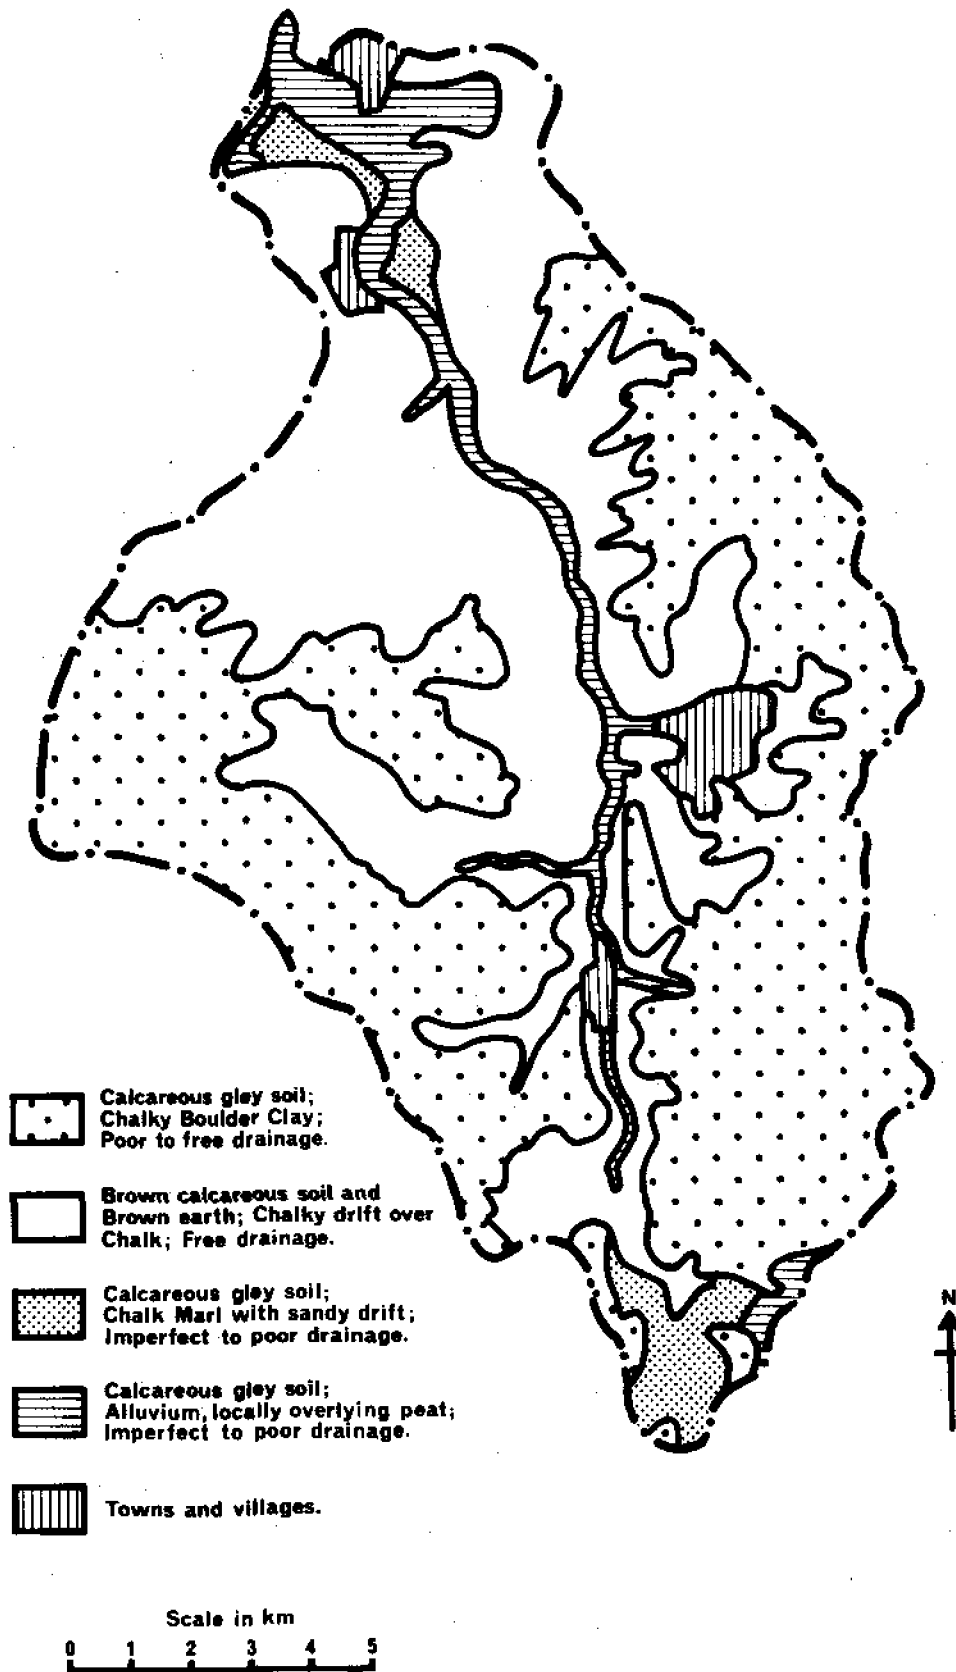 Calcareous gley soil;
Chalky Boulder Clay;
Poor to free drainage.
Brown calcareous soil and
Brown earth; Chalky drift over
Chalk; Free drainage.
Calcareous gley soil;
Chalk Marl with sandy drift;
Imperfect to poor drainage.
Calcareous gley soil;
Alluvium, locally overlying peat;
Imperfect to poor drainage.
Towns and villages.
N
Scale in km
0 1 2 3 4 5